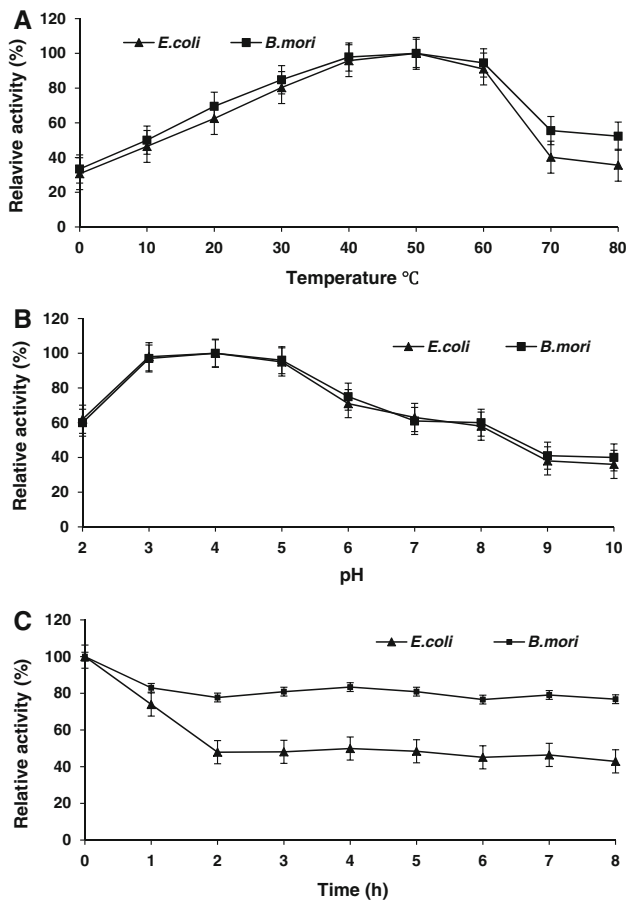 A
E.coli
B.mori
Relavive activity (%)
120
100
80
60
40
20
0
0 10 20 30 40 50 60 70 80
Temperature ℃
B
E.coli
B.mori
Relative activity (%)
120
100
80
60
40
20
0
2 3 4 5 6 7 8 9 10
pH
C
E.coli
B.mori
Relative activity (%)
120
100
80
60
40
20
0
0 1 2 3 4 5 6 7 8
Time (h)